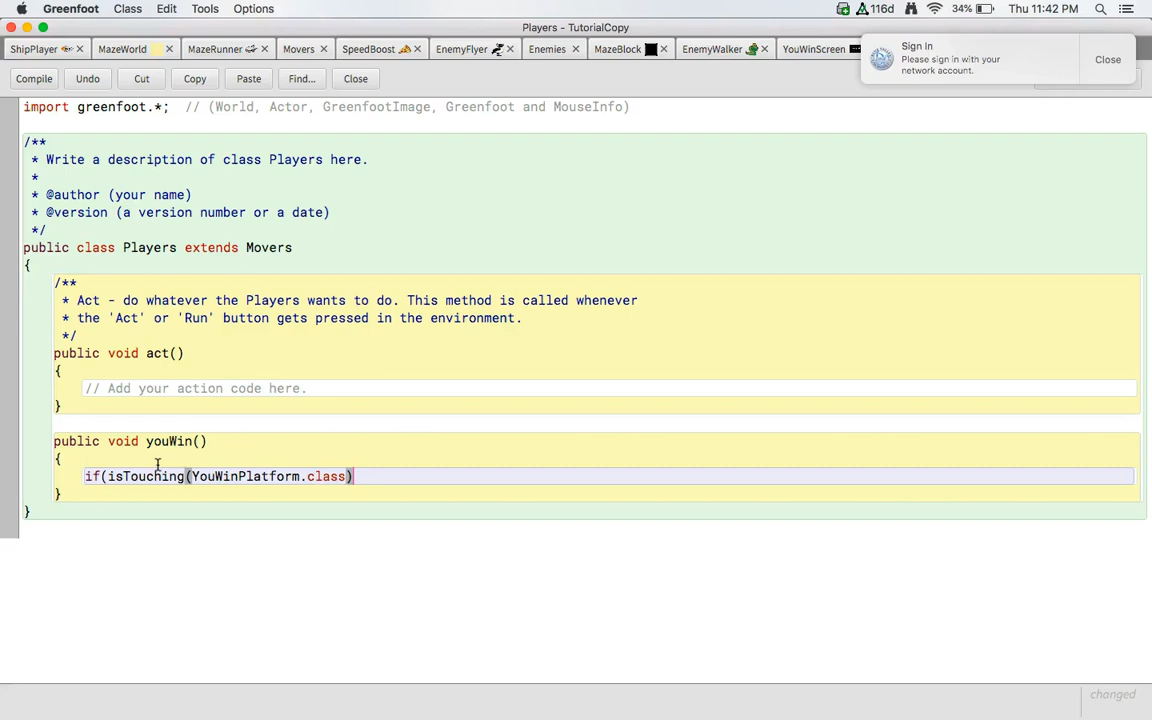 Greenfoot Class Edit Tools Options 116d 34% Thu 11:42 PM
Players - TutorialCopy
ShipPlayer MazeWorld MazeRunner Movers SpeedBoost EnemyFlyer Enemies MazeBlock EnemyWalker YouWinScreen
Sign In
Please sign in with your
network account.
Close
Compile Undo Cut Copy Paste Find... Close
import greenfoot.*; // (World, Actor, GreenfootImage, Greenfoot and MouseInfo)
/**
* Write a description of class Players here.
*
* @author (your name)
* @version (a version number or a date)
*/
public class Players extends Movers
{
/**
* Act - do whatever the Players wants to do. This method is called whenever
* the 'Act' or 'Run' button gets pressed in the environment.
*/
public void act()
{
// Add your action code here.
}
public void youWin()
{
if(isTouching(YouWinPlatform.class)
}
}
changed